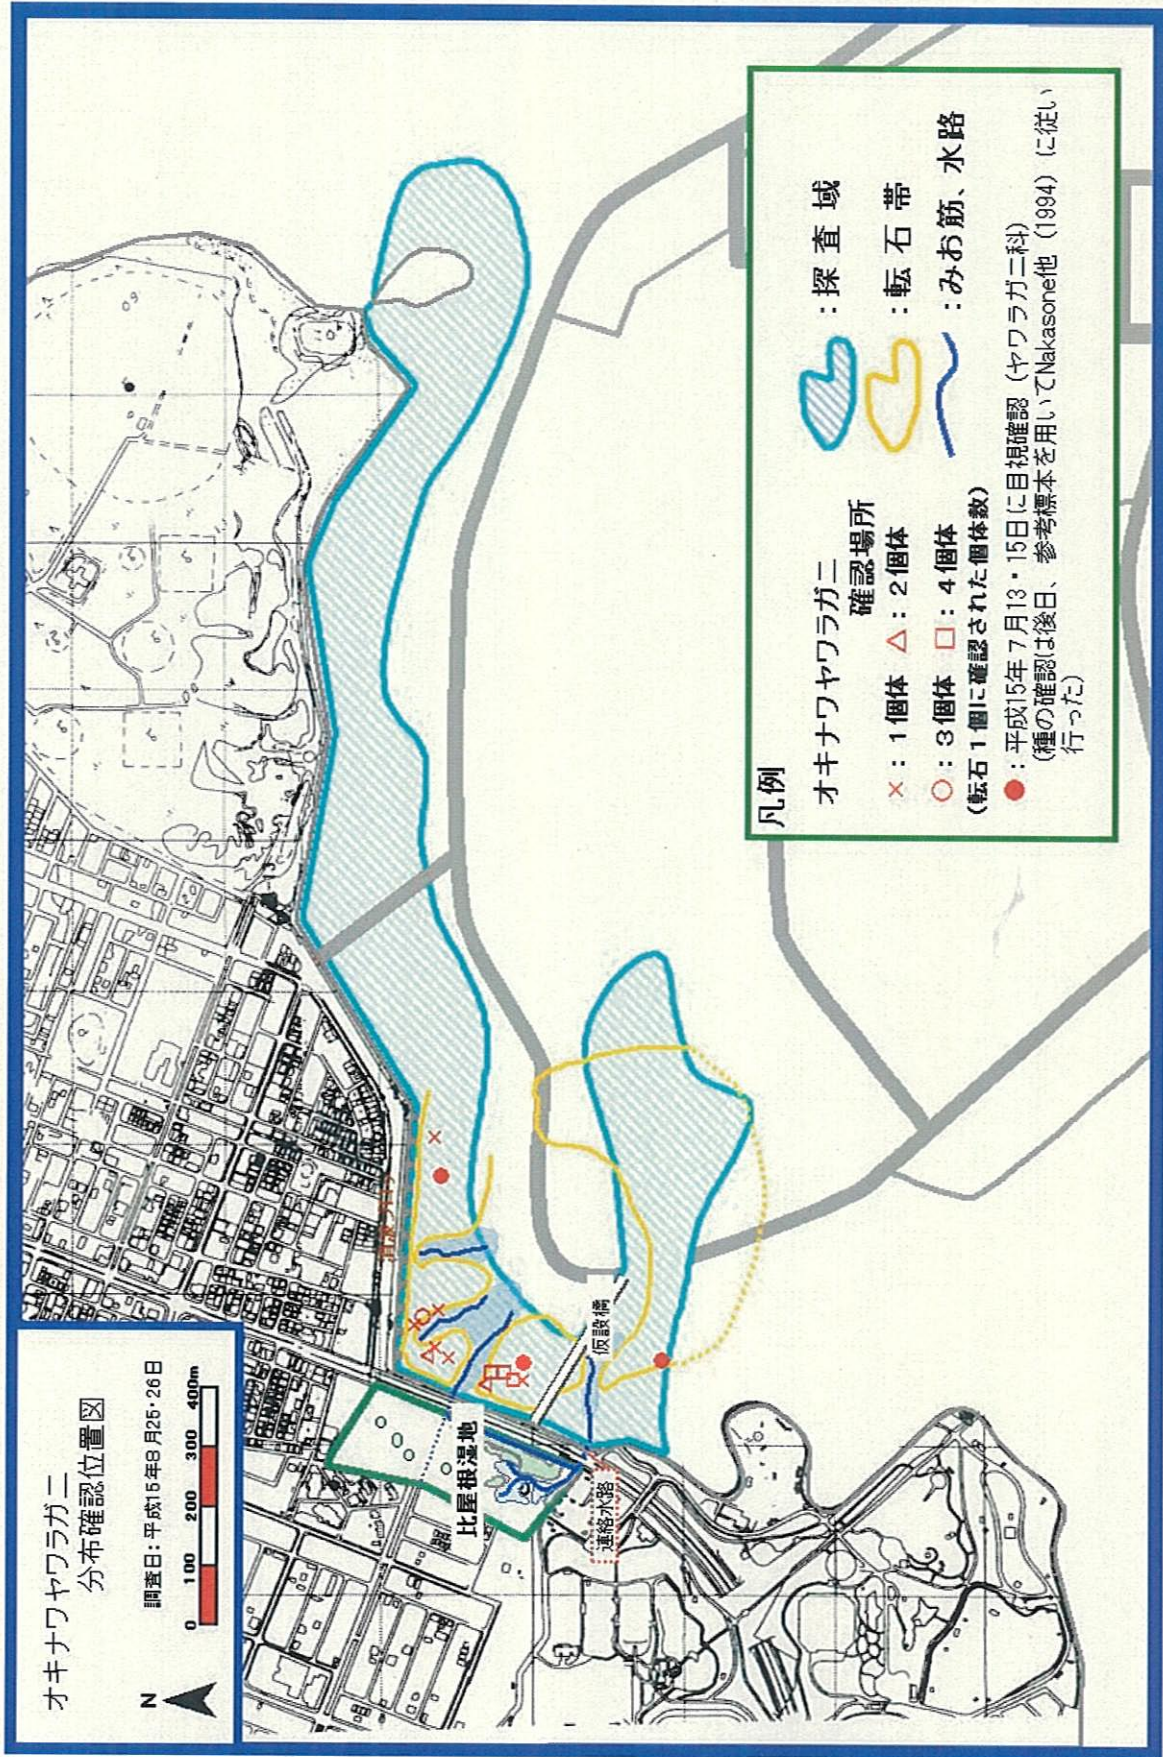 オキナワヤワラガニ
分布確認位置図
調査日：平成15年8月25・26日
N
0 100 200 300 400m
比屋根湿地
連絡水路
仮設橋
凡例
オキナワヤワラガニ
確認場所
×：1個体 △：2個体
○：3個体 □：4個体
(転石1個に確認された個体数)
：探査域
：転石帯
：みお筋、水路
●：平成15年7月13・15日に目視確認（ヤワラガニ科）
(種の確認は後日、参考標本を用いてNakasone他（1994）に従い
行った）